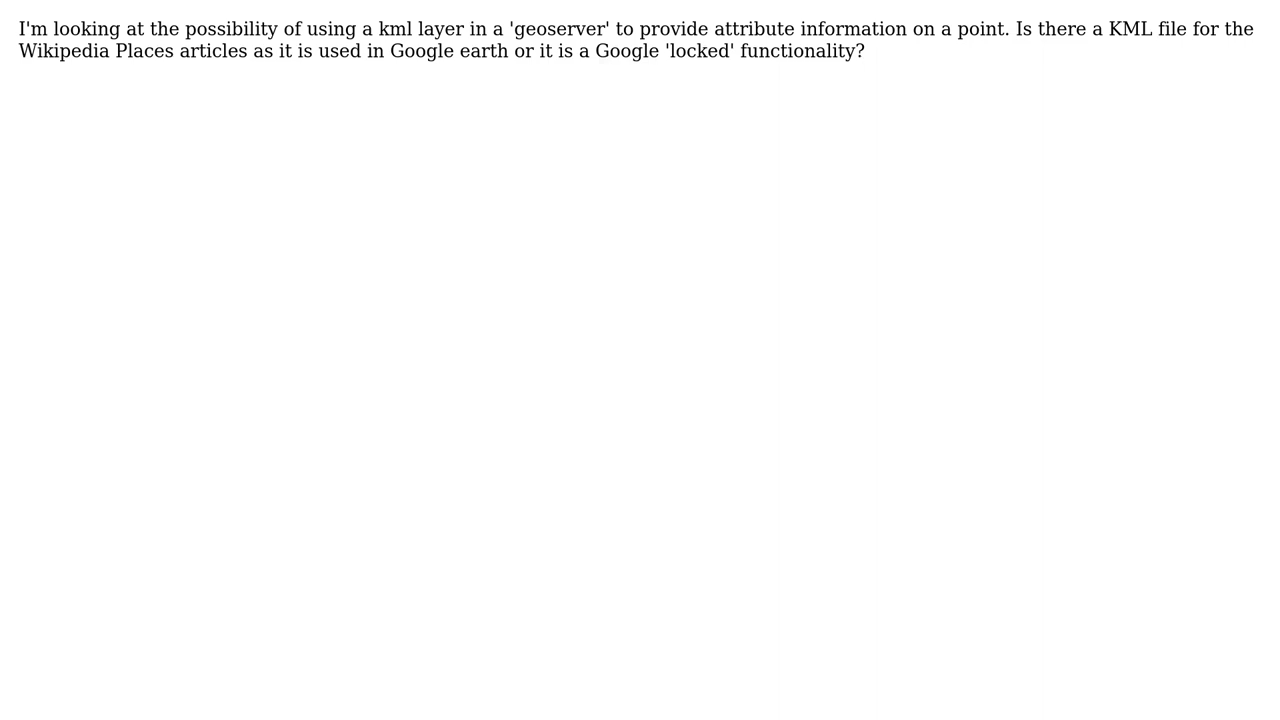 I'm looking at the possibility of using a kml layer in a 'geoserver' to provide attribute information on a point. Is there a KML file for the
Wikipedia Places articles as it is used in Google earth or it is a Google 'locked' functionality?